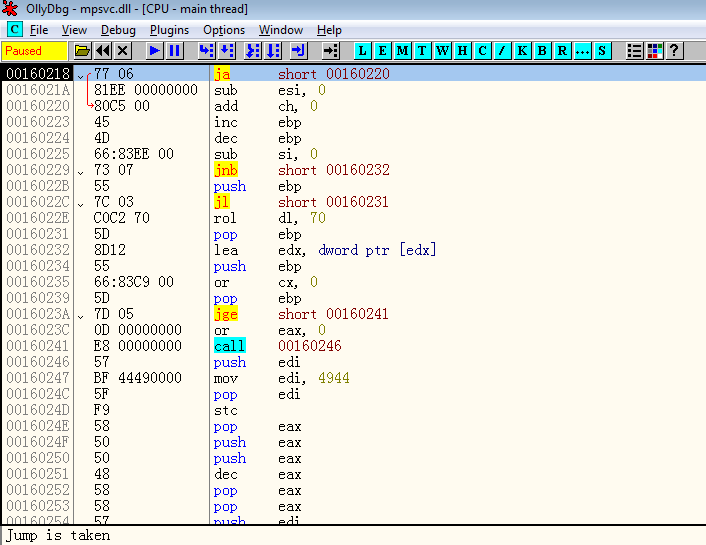 OllyDbg - mpsvc.dll - [CPU - main thread]
C File View Debug Plugins Options Window Help
Paused L E M T W H C / K B R ... S ?
00160218 77 06 ja short 00160220
0016021A 81EE 00000000 sub esi, 0
00160220 80C5 00 add ch, 0
00160223 45 inc ebp
00160224 4D dec ebp
00160225 66:83EE 00 sub si, 0
00160229 73 07 jnb short 00160232
0016022B 55 push ebp
0016022C 7C 03 jl short 00160231
0016022E C0C2 70 rol dl, 70
00160231 5D pop ebp
00160232 8D12 lea edx, dword ptr [edx]
00160234 55 push ebp
00160235 66:83C9 00 or cx, 0
00160239 5D pop ebp
0016023A 7D 05 jge short 00160241
0016023C 0D 00000000 or eax, 0
00160241 E8 00000000 call 00160246
00160246 57 push edi
00160247 BF 44490000 mov edi, 4944
0016024C 5F pop edi
0016024D F9 stc
0016024E 58 pop eax
0016024F 50 push eax
00160250 50 push eax
00160251 48 dec eax
00160252 58 pop eax
00160253 58 pop eax
00160254 57 push edi
Jump is taken